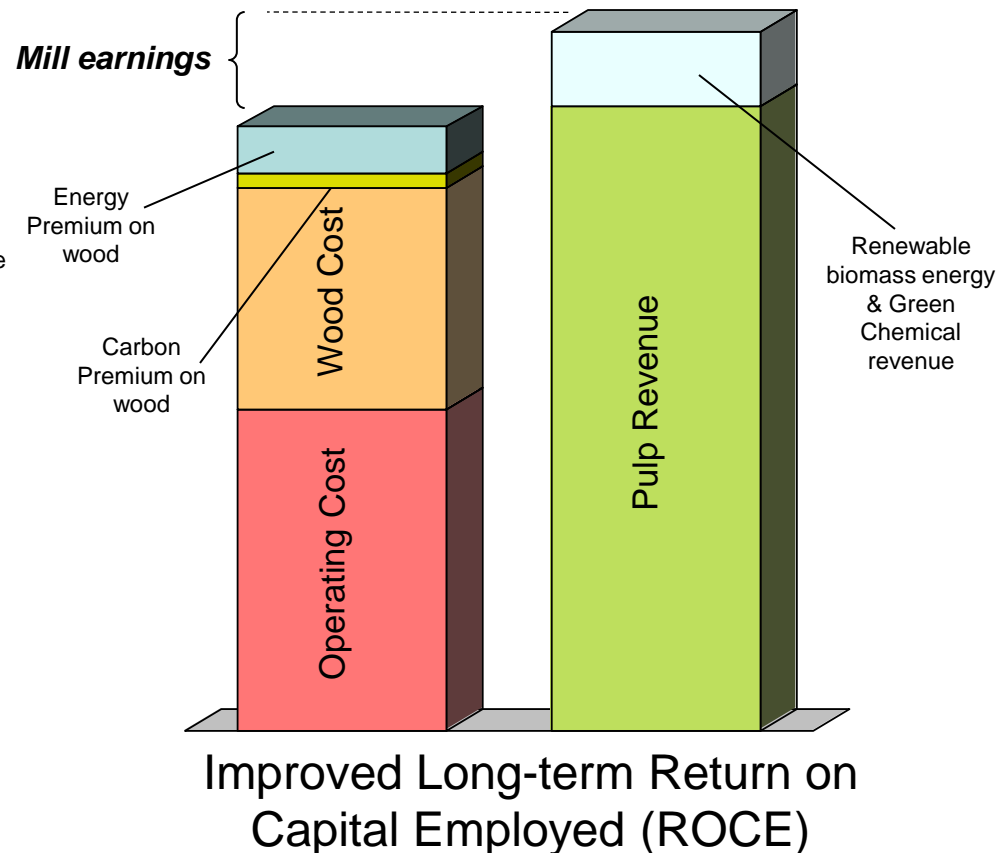 Mill earnings
Energy
Premium on
wood
e
Carbon
Premium on
wood
Wood Cost
Operating Cost
Pulp Revenue
Renewable
biomass energy
& Green
Chemical
revenue
Improved Long-term Return on
Capital Employed (ROCE)